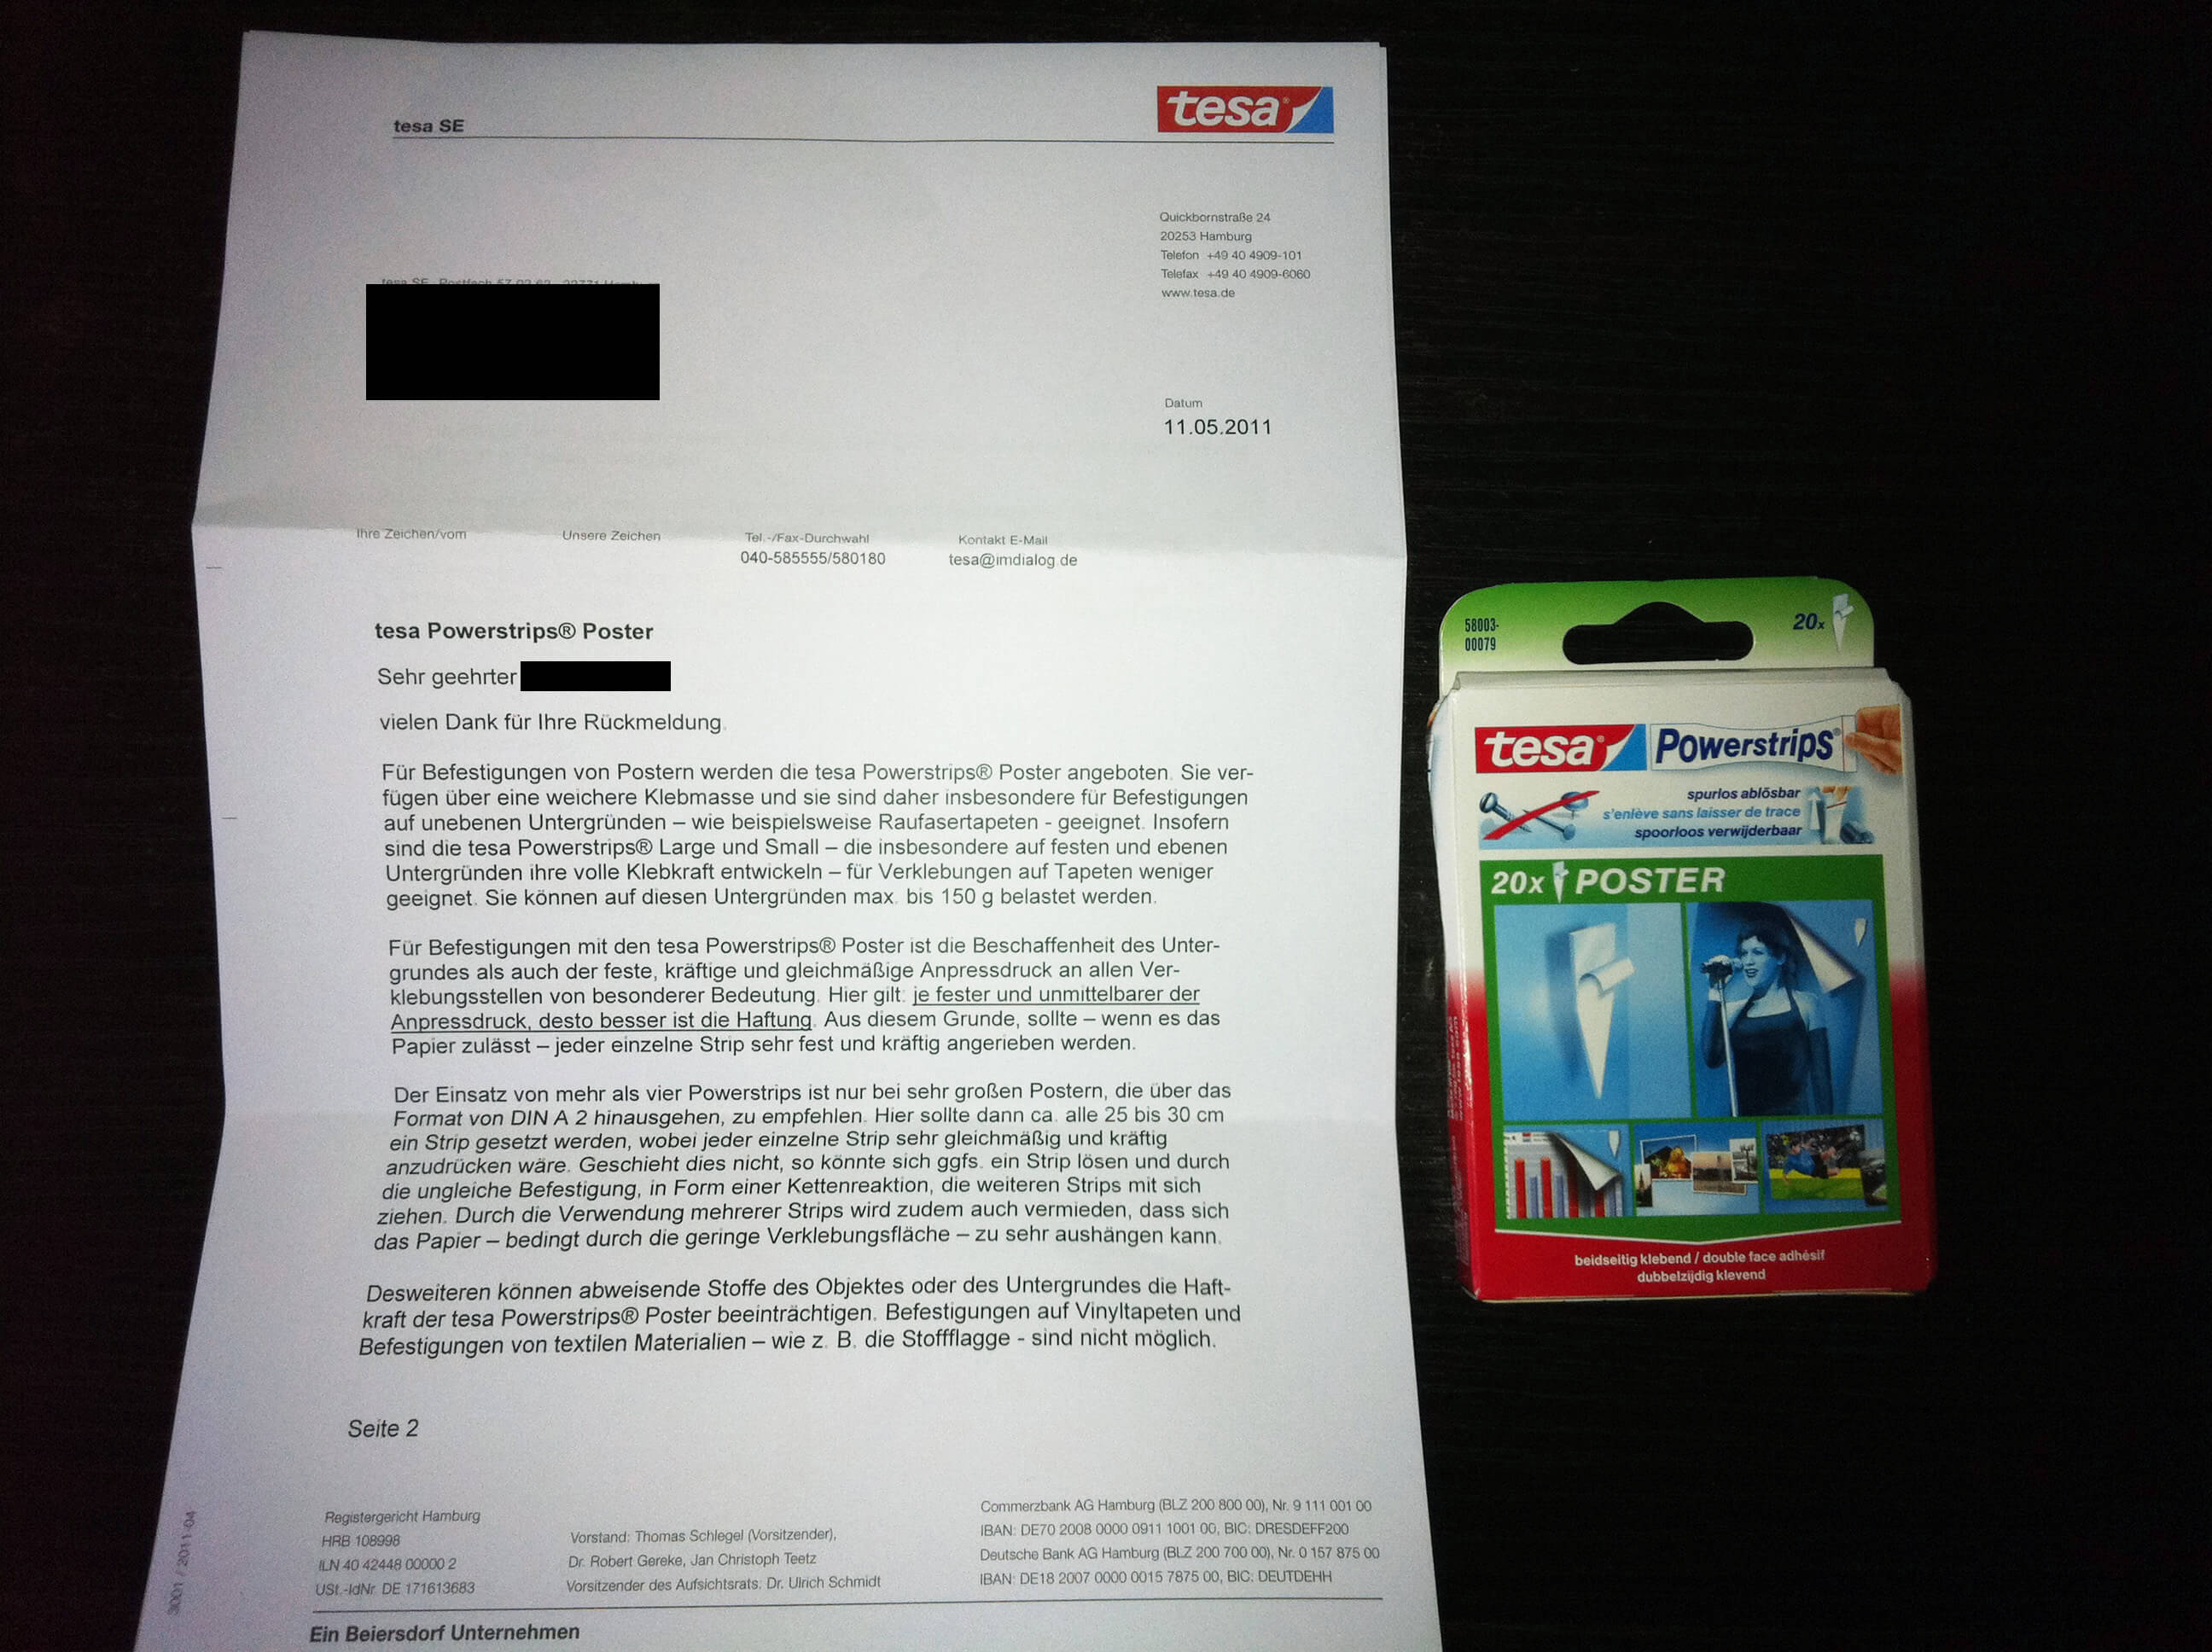 tesa SE
tesa
Quickbornstraße 24
20253 Hamburg
Telefon +49 40 4909-101
Telefax +49 40 4909-6060
www.tesa.de
tesa SE
Datum
11.05.2011
Ihre Zeichen/vom
Unsere Zeichen
Tel.-/Fax-Durchwahl
040-585555/580180
Kontakt E-Mail
tesa@imdialog.de
tesa Powerstrips® Poster
Sehr geehrter
vielen Dank für Ihre Rückmeldung.
Für Befestigungen von Postern werden die tesa Powerstrips® Poster angeboten. Sie ver-
fügen über eine weichere Klebmasse und sie sind daher insbesondere für Befestigungen
auf unebenen Untergründen – wie beispielsweise Raufasertapeten - geeignet. Insofern
sind die tesa Powerstrips® Large und Small – die insbesondere auf festen und ebenen
Untergründen ihre volle Klebkraft entwickeln – für Verklebungen auf Tapeten weniger
geeignet. Sie können auf diesen Untergründen max. bis 150 g belastet werden.
Für Befestigungen mit den tesa Powerstrips® Poster ist die Beschaffenheit des Unter-
grundes als auch der feste, kräftige und gleichmäßige Anpressdruck an allen Ver-
klebungsstellen von besonderer Bedeutung. Hier gilt: je fester und unmittelbarer der
Anpressdruck, desto besser ist die Haftung. Aus diesem Grunde, sollte – wenn es das
Papier zulässt – jeder einzelne Strip sehr fest und kräftig angerieben werden.
Der Einsatz von mehr als vier Powerstrips ist nur bei sehr großen Postern, die über das
Format von DIN A 2 hinausgehen, zu empfehlen. Hier sollte dann ca. alle 25 bis 30 cm
ein Strip gesetzt werden, wobei jeder einzelne Strip sehr gleichmäßig und kräftig
anzudrücken wäre. Geschieht dies nicht, so könnte sich ggfs. ein Strip lösen und durch
die ungleiche Befestigung, in Form einer Kettenreaktion, die weiteren Strips mit sich
ziehen. Durch die Verwendung mehrerer Strips wird zudem auch vermieden, dass sich
das Papier – bedingt durch die geringe Verklebungsfläche – zu sehr aushängen kann.
Desweiteren können abweisende Stoffe des Objektes oder des Untergrundes die Haft-
kraft der tesa Powerstrips® Poster beeinträchtigen. Befestigungen auf Vinyltapeten und
Befestigungen von textilen Materialien – wie z. B. die Stoffflagge - sind nicht möglich.
Seite 2
3001 / 2011-04
Registergericht Hamburg
HRB 108998
ILN 40 42448 00000 2
USt.-IdNr. DE 171613683
Vorstand: Thomas Schlegel (Vorsitzender),
Dr. Robert Gereke, Jan Christoph Teetz
Vorsitzender des Aufsichtsrats: Dr. Ulrich Schmidt
Commerzbank AG Hamburg (BLZ 200 800 00), Nr. 9 111 001 00
IBAN: DE70 2008 0000 0911 1001 00, BIC: DRESDEFF200
Deutsche Bank AG Hamburg (BLZ 200 700 00), Nr. 0 157 875 00
IBAN: DE18 2007 0000 0015 7875 00, BIC: DEUTDEHH
Ein Beiersdorf Unternehmen
58003-
00079
20x
tesa® Powerstrips®
spurlos ablösbar
s'enlève sans laisser de trace
spoorloos verwijderbaar
20x POSTER
beidseitig klebend / double face adhésif
dubbelzijdig klevend